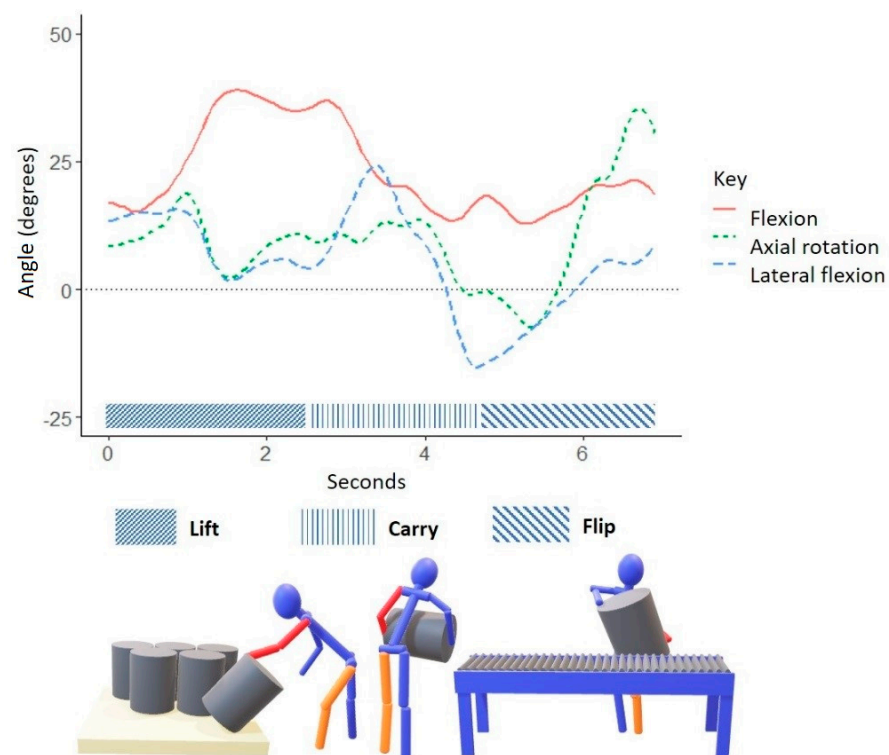 50
25
0
-25
Angle (degrees)
0 2 4 6
Seconds
Key
Flexion
Axial rotation
Lateral flexion
Lift Carry Flip